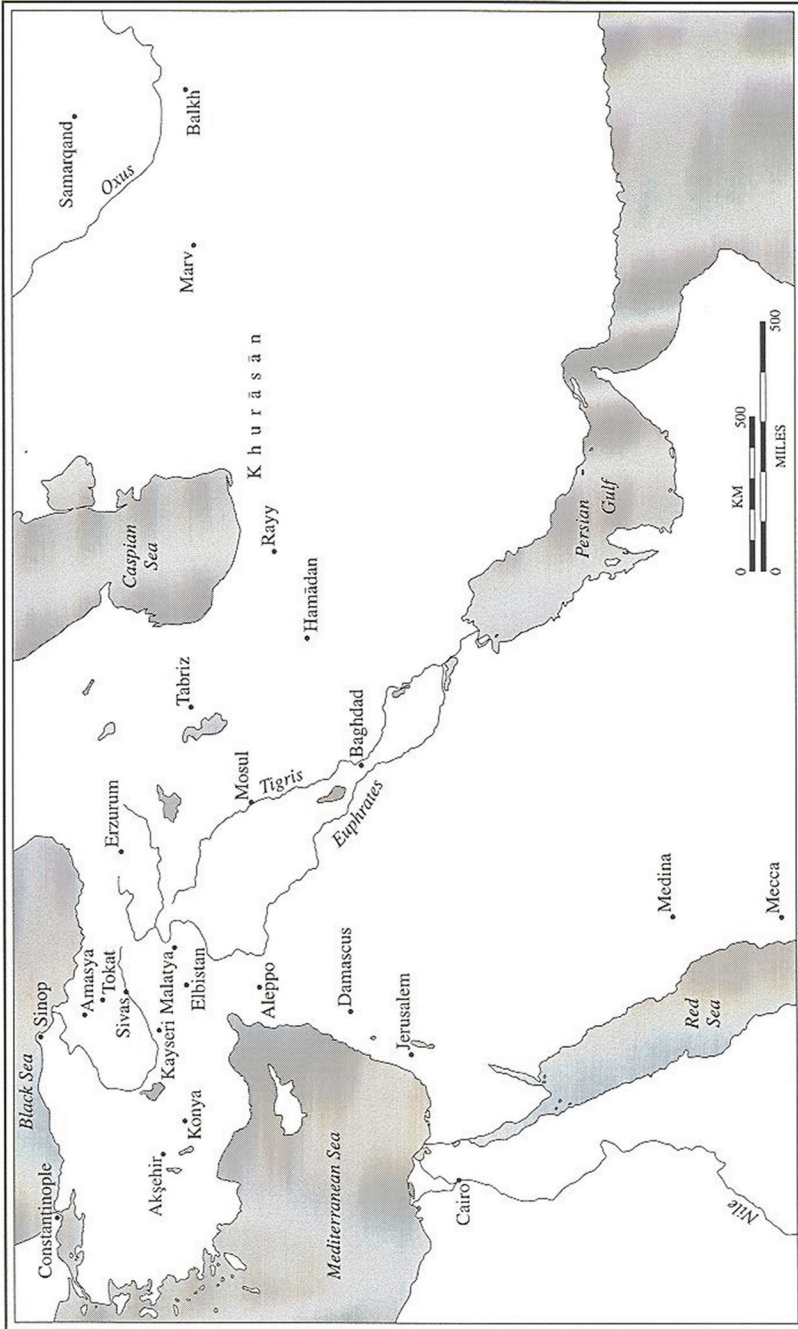 Black Sea
Constantinople
Sinop
Amasya
Tokat
Sivas
Erzurum
Akşehir
Kayseri
Malatya
Konya
Elbistan
Tabriz
Caspian
Sea
Samarqand
Oxus
Marv
Balkh
Khurāsān
Rayy
Hamādan
Mosul
Tigris
Aleppo
Mediterranean Sea
Damascus
Euphrates
Baghdad
Jerusalem
Cairo
Nile
Persian
Gulf
Red
Sea
Medina
Mecca
0 KM 500
0 MILES 500